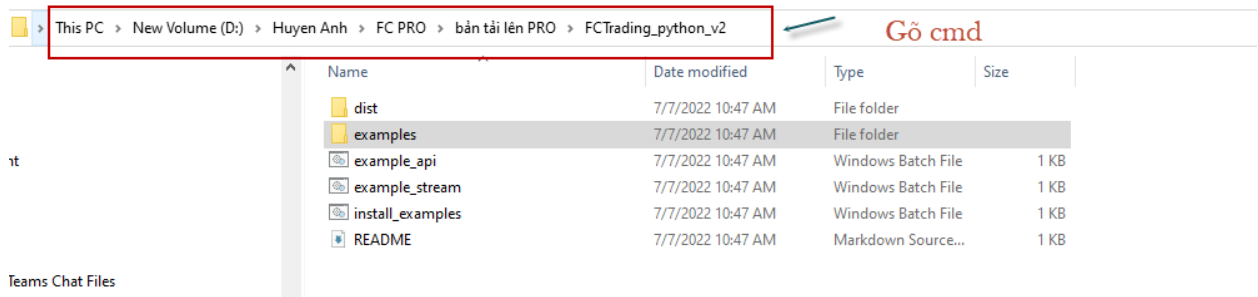 This PC > New Volume (D:) > Huyen Anh > FC PRO > bản tải lên PRO > FCTrading_python_v2
Gõ cmd
Name Date modified Type Size
dist 7/7/2022 10:47 AM File folder
examples 7/7/2022 10:47 AM File folder
nt
example_api 7/7/2022 10:47 AM Windows Batch File 1 KB
example_stream 7/7/2022 10:47 AM Windows Batch File 1 KB
install_examples 7/7/2022 10:47 AM Windows Batch File 1 KB
README 7/7/2022 10:47 AM Markdown Source... 1 KB
Teams Chat Files